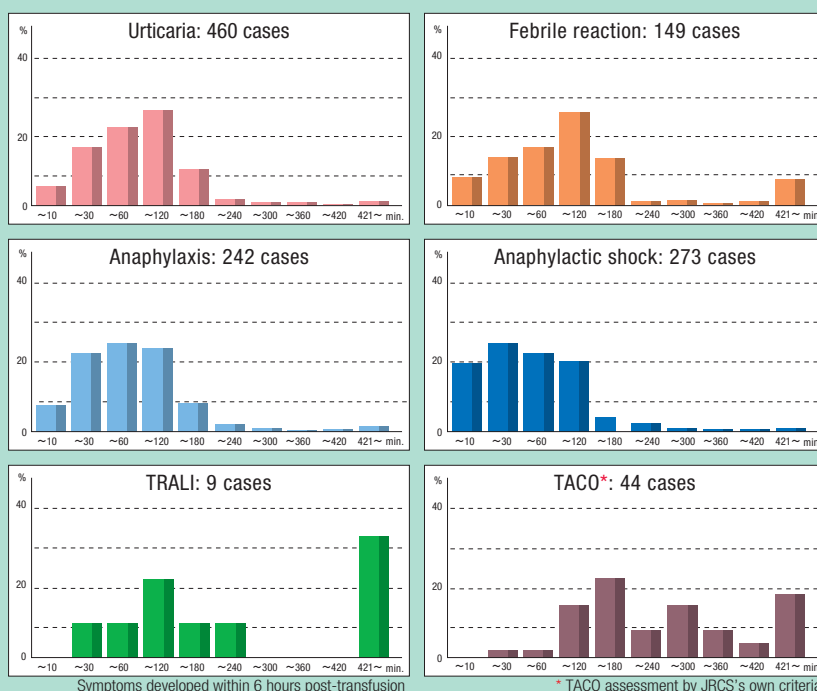 Urticaria: 460 cases
%
40
20
0
~10 ~30 ~60 ~120 ~180 ~240 ~300 ~360 ~420 421~ min.
Febrile reaction: 149 cases
%
40
20
0
~10 ~30 ~60 ~120 ~180 ~240 ~300 ~360 ~420 421~ min.
Anaphylaxis: 242 cases
%
40
20
0
~10 ~30 ~60 ~120 ~180 ~240 ~300 ~360 ~420 421~ min.
Anaphylactic shock: 273 cases
%
40
20
0
~10 ~30 ~60 ~120 ~180 ~240 ~300 ~360 ~420 421~ min.
TRALI: 9 cases
%
40
20
0
~10 ~30 ~60 ~120 ~180 ~240 ~300 ~360 ~420 421~ min.
Symptoms developed within 6 hours post-transfusion
TACO*: 44 cases
%
40
20
0
~10 ~30 ~60 ~120 ~180 ~240 ~300 ~360 ~420 421~ min.
* TACO assessment by JRCS's own criteria